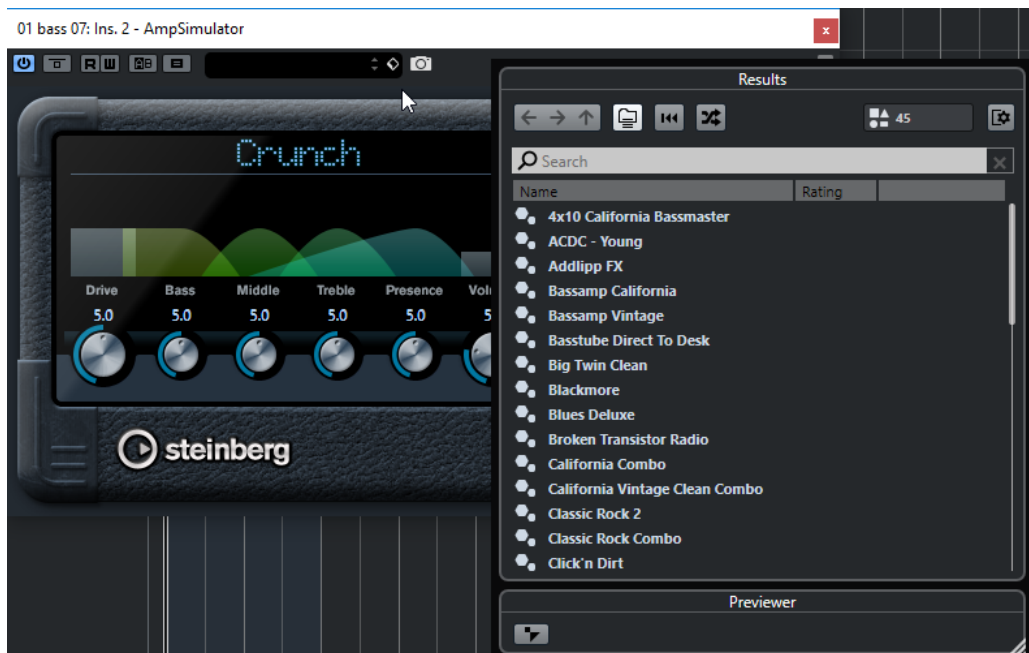 01 bass 07: Ins. 2 - AmpSimulator
x
R W
Results
45
Search
Name Rating
4x10 California Bassmaster
ACDC - Young
Addlipp FX
Bassamp California
Bassamp Vintage
Basstube Direct To Desk
Big Twin Clean
Blackmore
Blues Deluxe
Broken Transistor Radio
California Combo
California Vintage Clean Combo
Classic Rock 2
Classic Rock Combo
Click'n Dirt
Previewer
Crunch
Drive Bass Middle Treble Presence Volu
5.0 5.0 5.0 5.0 5.0 5
steinberg